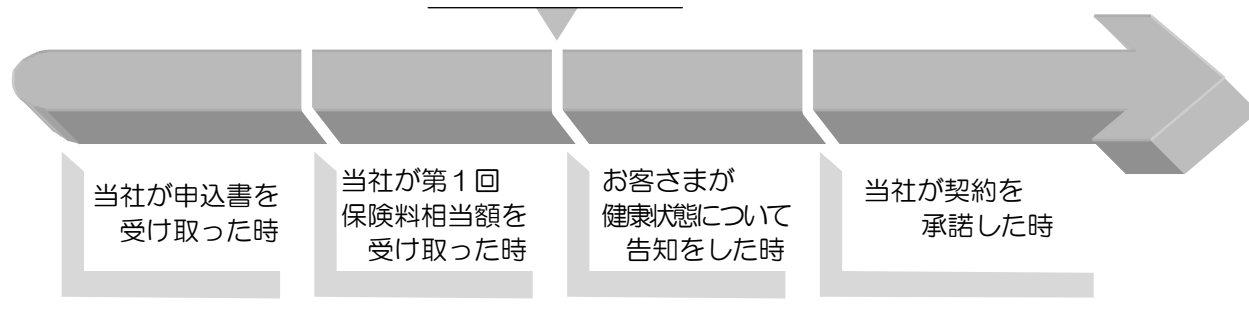 当社が申込書を
受け取った時
当社が第１回
保険料相当額を
受け取った時
お客さまが
健康状態について
告知をした時
当社が契約を
承諾した時